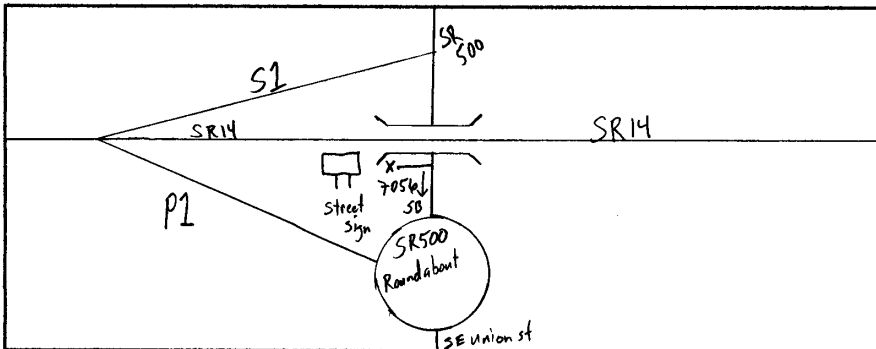 SR
500
S1
SR14
SR14
X
7056 ↓
SB
Street
Sign
P1
SR500
Roundabout
SE Union st